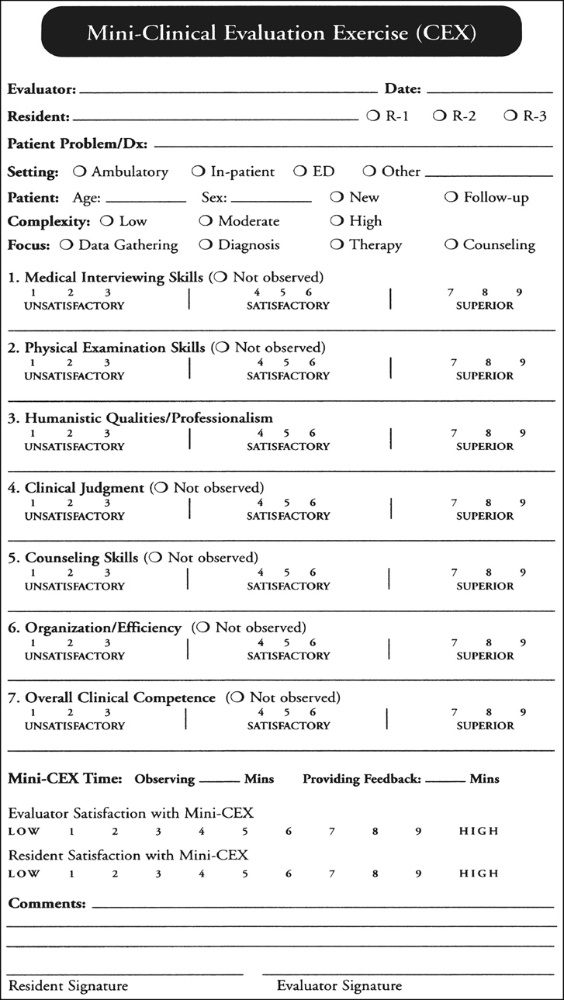 Mini-Clinical Evaluation Exercise (CEX)
Evaluator: Date:
Resident: R-1 R-2 R-3
Patient Problem/Dx:
Setting: Ambulatory In-patient ED Other
Patient: Age: Sex: New Follow-up
Complexity: Low Moderate High
Focus: Data Gathering Diagnosis Therapy Counseling
1. Medical Interviewing Skills ( Not observed)
1 2 3 4 5 6 7 8 9
UNSATISFACTORY SATISFACTORY SUPERIOR
2. Physical Examination Skills ( Not observed)
1 2 3 4 5 6 7 8 9
UNSATISFACTORY SATISFACTORY SUPERIOR
3. Humanistic Qualities/Professionalism
1 2 3 4 5 6 7 8 9
UNSATISFACTORY SATISFACTORY SUPERIOR
4. Clinical Judgment ( Not observed)
1 2 3 4 5 6 7 8 9
UNSATISFACTORY SATISFACTORY SUPERIOR
5. Counseling Skills ( Not observed)
1 2 3 4 5 6 7 8 9
UNSATISFACTORY SATISFACTORY SUPERIOR
6. Organization/Efficiency ( Not observed)
1 2 3 4 5 6 7 8 9
UNSATISFACTORY SATISFACTORY SUPERIOR
7. Overall Clinical Competence ( Not observed)
1 2 3 4 5 6 7 8 9
UNSATISFACTORY SATISFACTORY SUPERIOR
Mini-CEX Time: Observing Mins Providing Feedback: Mins
Evaluator Satisfaction with Mini-CEX
LOW 1 2 3 4 5 6 7 8 9 HIGH
Resident Satisfaction with Mini-CEX
LOW 1 2 3 4 5 6 7 8 9 HIGH
Comments:
Resident Signature Evaluator Signature